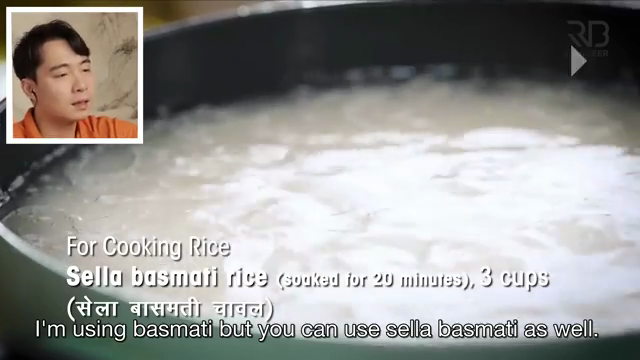 RB
For Cooking Rice
Sella basmati rice (soaked for 20 minutes), 3 cups
(सेला बासमती चावल)
I'm using basmati but you can use sella basmati as well.